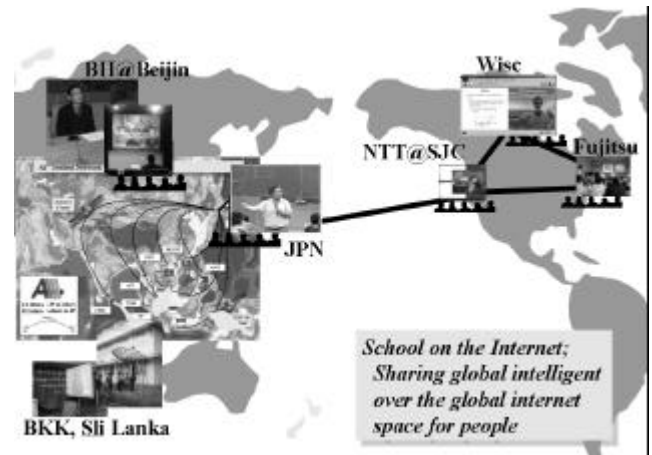 BII@Beijin
Wisc
NTT@SJC
Fujitsu
JPN
BKK, Sli Lanka
School on the Internet;
Sharing global intelligent
over the global internet
space for people